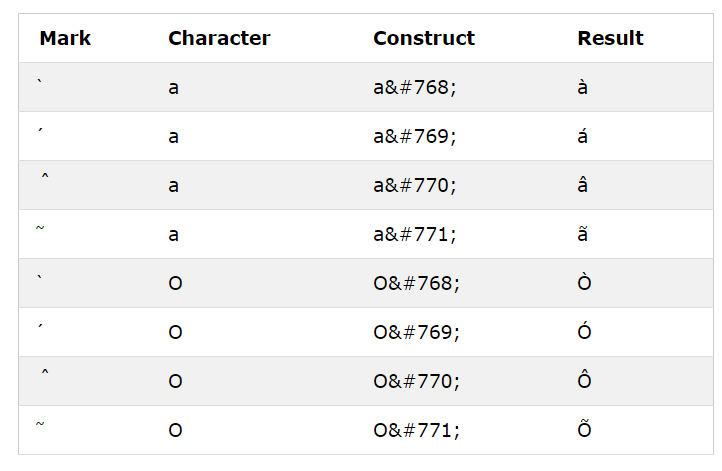 Mark Character Construct Result
̀ a a&#768; à
́ a a&#769; á
̂ a a&#770; â
̃ a a&#771; ã
̀ O O&#768; Ò
́ O O&#769; Ó
̂ O O&#770; Ô
̃ O O&#771; Õ